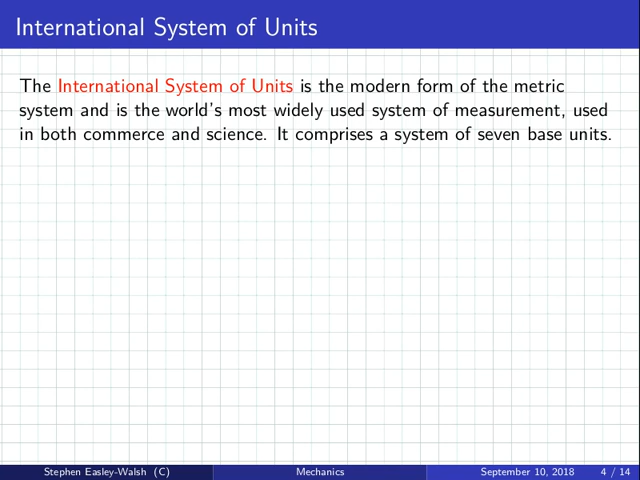 International System of Units
The International System of Units is the modern form of the metric
system and is the world's most widely used system of measurement, used
in both commerce and science. It comprises a system of seven base units.
Stephen Easley-Walsh (C) Mechanics September 10, 2018 4 / 14